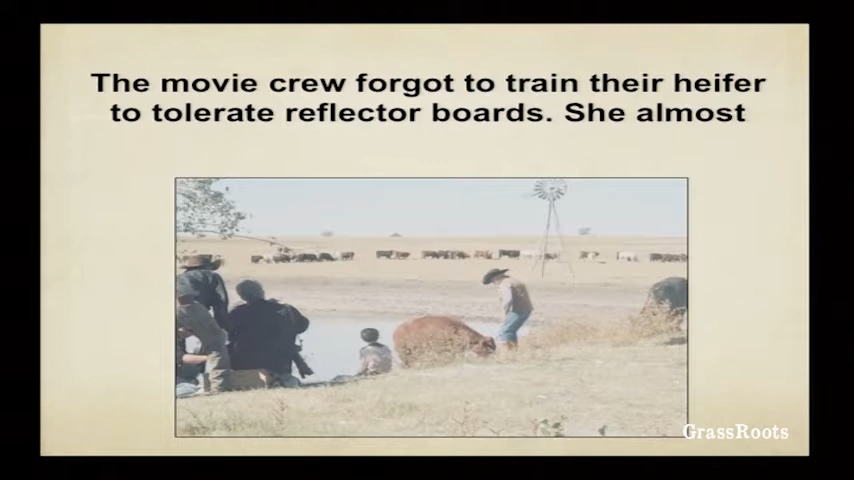 The movie crew forgot to train their heifer
to tolerate reflector boards. She almost
GrassRoots